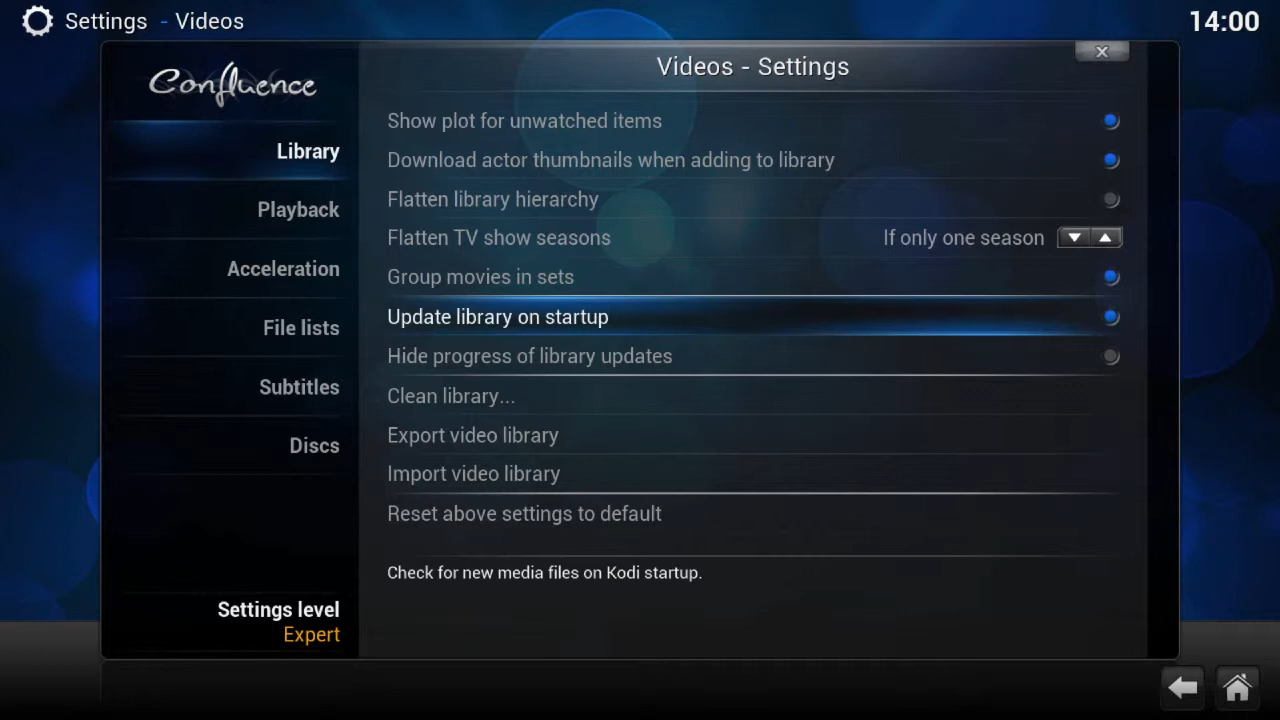 Settings - Videos
14:00
Confluence
Videos - Settings
Library
Playback
Acceleration
File lists
Subtitles
Discs
Settings level
Expert
Show plot for unwatched items
Download actor thumbnails when adding to library
Flatten library hierarchy
Flatten TV show seasons If only one season
Group movies in sets
Update library on startup
Hide progress of library updates
Clean library...
Export video library
Import video library
Reset above settings to default
Check for new media files on Kodi startup.